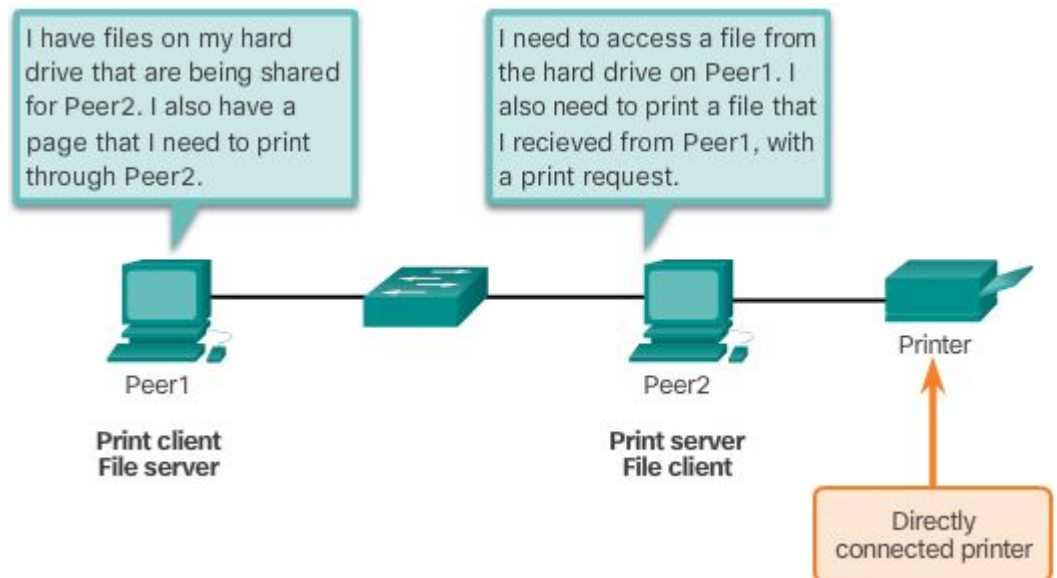 I have files on my hard
drive that are being shared
for Peer2. I also have a
page that I need to print
through Peer2.
I need to access a file from
the hard drive on Peer1. I
also need to print a file that
I recieved from Peer1, with
a print request.
Peer1
Print client
File server
Peer2
Print server
File client
Printer
Directly
connected printer